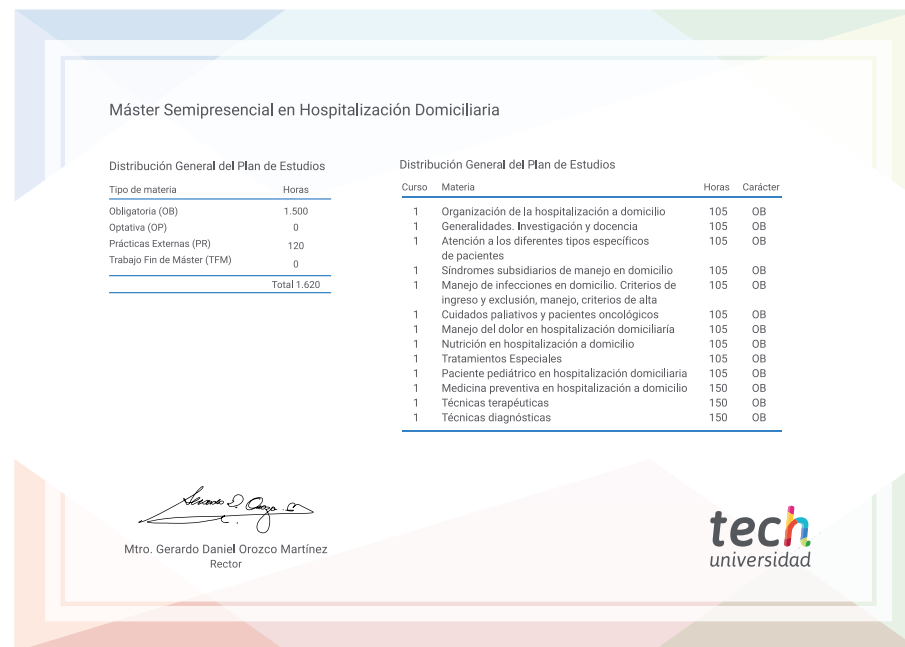 Máster Semipresencial en Hospitalización Domiciliaria
Distribución General del Plan de Estudios
Tipo de materia Horas
Obligatoria (OB) 1.500
Optativa (OP) 0
Prácticas Externas (PR) 120
Trabajo Fin de Máster (TFM) 0
Total 1.620
Distribución General del Plan de Estudios
Curso Materia Horas Carácter
1 Organización de la hospitalización a domicilio 105 OB
1 Generalidades. Investigación y docencia 105 OB
1 Atención a los diferentes tipos específicos 105 OB
de pacientes
1 Síndromes subsidiarios de manejo en domicilio 105 OB
1 Manejo de infecciones en domicilio. Criterios de 105 OB
ingreso y exclusión, manejo, criterios de alta
1 Cuidados paliativos y pacientes oncológicos 105 OB
1 Manejo del dolor en hospitalización domiciliaría 105 OB
1 Nutrición en hospitalización a domicilio 105 OB
1 Tratamientos Especiales 105 OB
1 Paciente pediátrico en hospitalización domiciliaria 105 OB
1 Medicina preventiva en hospitalización a domicilio 150 OB
1 Técnicas terapéuticas 150 OB
1 Técnicas diagnósticas 150 OB
Mtro. Gerardo Daniel Orozco Martínez
Rector
tech
universidad